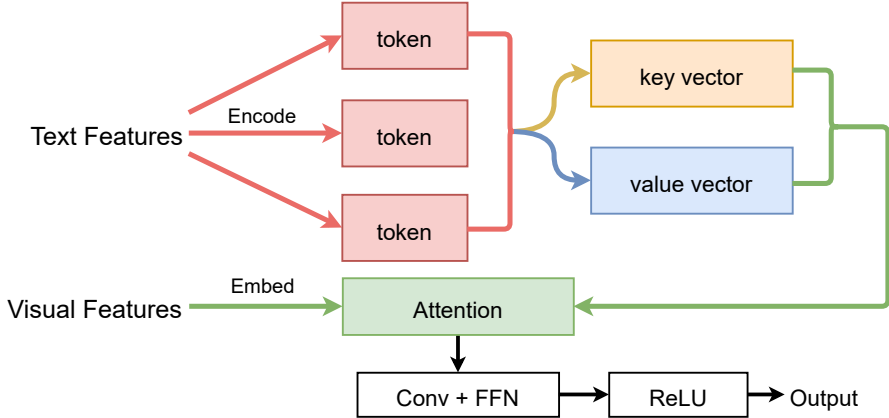 token
key vector
Encode
Text Features
token
value vector
token
Embed
Visual Features
Attention
Conv + FFN
ReLU
Output